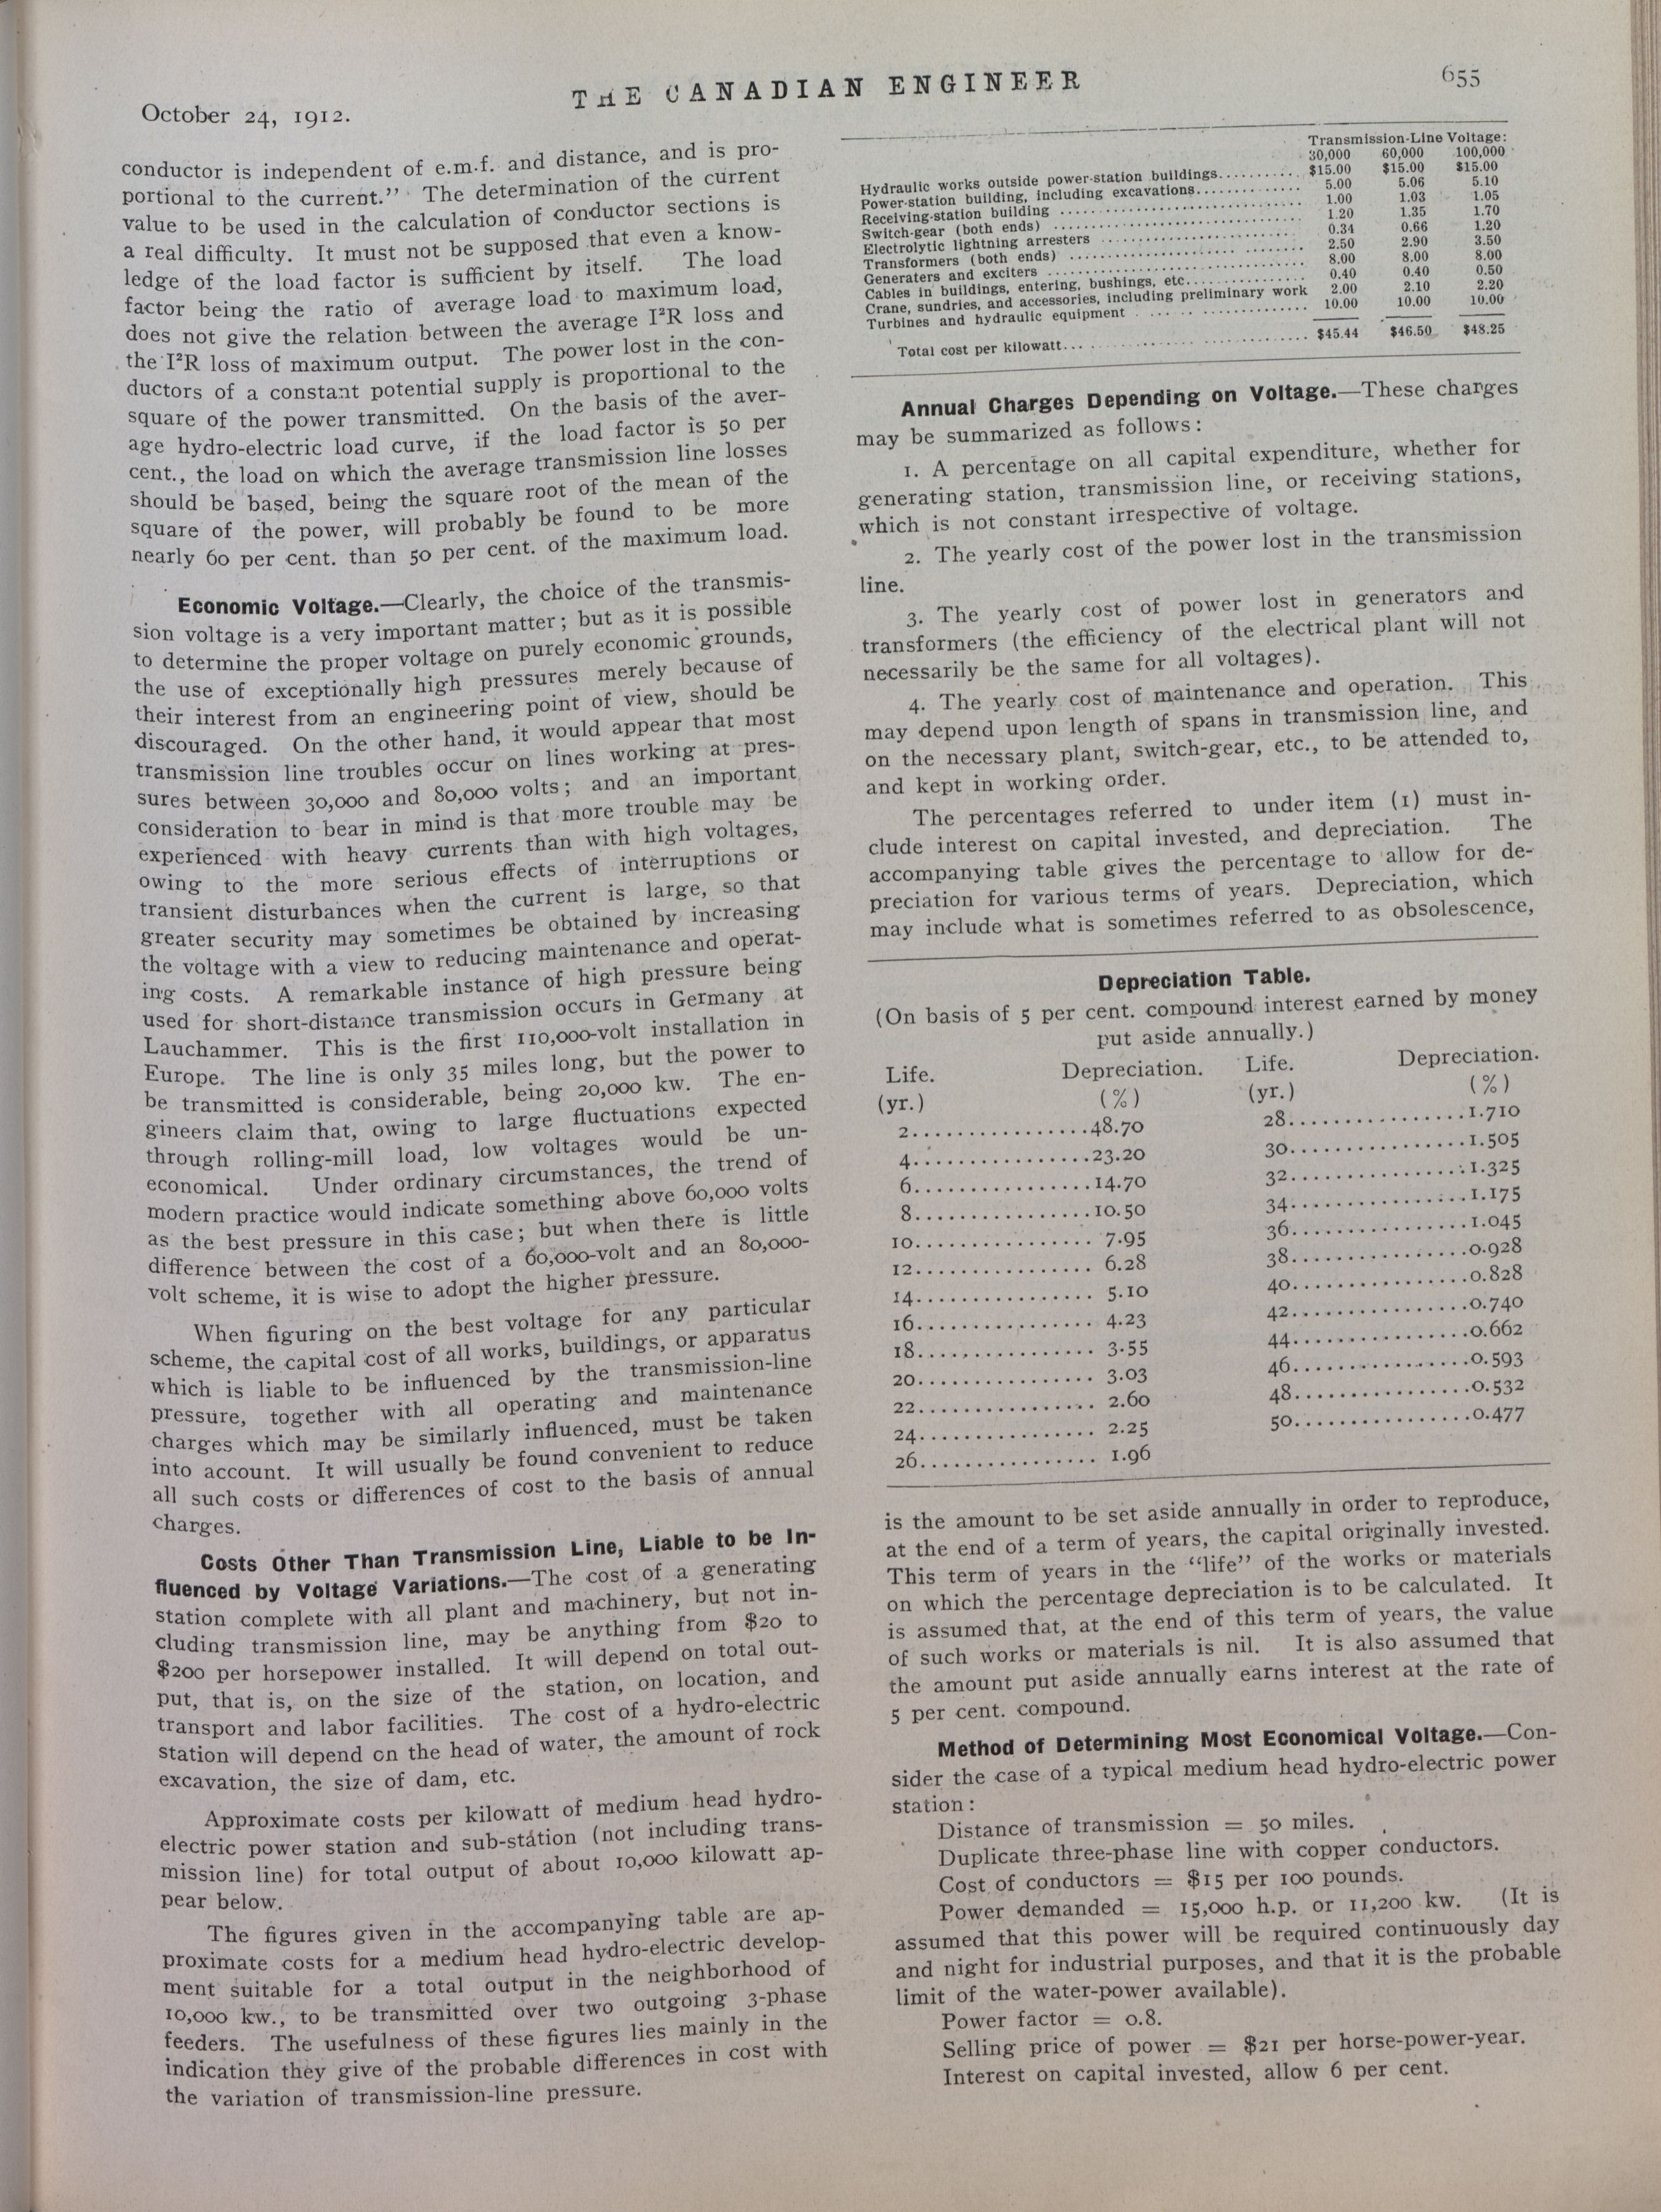 October 24, 1912.
THE CANADIAN ENGINEER
655
conductor is independent of e.m.f. and distance, and is pro-
portional to the current." The determination of the current
value to be used in the calculation of conductor sections is
a real difficulty. It must not be supposed that even a know-
ledge of the load factor is sufficient by itself. The load
factor being the ratio of average load to maximum load,
does not give the relation between the average I²R loss and
the I²R loss of maximum output. The power lost in the con-
ductors of a constant potential supply is proportional to the
square of the power transmitted. On the basis of the aver-
age hydro-electric load curve, if the load factor is 50 per
cent., the load on which the average transmission line losses
should be based, being the square root of the mean of the
square of the power, will probably be found to be more
nearly 60 per cent. than 50 per cent. of the maximum load.
Economic Voltage.—Clearly, the choice of the transmis-
sion voltage is a very important matter; but as it is possible
to determine the proper voltage on purely economic grounds,
the use of exceptionally high pressures merely because of
their interest from an engineering point of view, should be
discouraged. On the other hand, it would appear that most
transmission line troubles occur on lines working at pres-
sures between 30,000 and 80,000 volts; and an important
consideration to bear in mind is that more trouble may be
experienced with heavy currents than with high voltages,
owing to the more serious effects of interruptions or
transient disturbances when the current is large, so that
greater security may sometimes be obtained by increasing
the voltage with a view to reducing maintenance and operat-
ing costs. A remarkable instance of high pressure being
used for short-distance transmission occurs in Germany at
Lauchammer. This is the first 110,000-volt installation in
Europe. The line is only 35 miles long, but the power to
be transmitted is considerable, being 20,000 kw. The en-
gineers claim that, owing to large fluctuations expected
through rolling-mill load, low voltages would be un-
economical. Under ordinary circumstances, the trend of
modern practice would indicate something above 60,000 volts
as the best pressure in this case; but when there is little
difference between the cost of a 60,000-volt and an 80,000-
volt scheme, it is wise to adopt the higher pressure.
When figuring on the best voltage for any particular
scheme, the capital cost of all works, buildings, or apparatus
which is liable to be influenced by the transmission-line
pressure, together with all operating and maintenance
charges which may be similarly influenced, must be taken
into account. It will usually be found convenient to reduce
all such costs or differences of cost to the basis of annual
charges.
Costs Other Than Transmission Line, Liable to be In-
fluenced by Voltage Variations.—The cost of a generating
station complete with all plant and machinery, but not in-
cluding transmission line, may be anything from $20 to
$200 per horsepower installed. It will depend on total out-
put, that is, on the size of the station, on location, and
transport and labor facilities. The cost of a hydro-electric
station will depend on the head of water, the amount of rock
excavation, the size of dam, etc.
Approximate costs per kilowatt of medium head hydro-
electric power station and sub-station (not including trans-
mission line) for total output of about 10,000 kilowatt ap-
pear below.
The figures given in the accompanying table are ap-
proximate costs for a medium head hydro-electric develop-
ment suitable for a total output in the neighborhood of
10,000 kw., to be transmitted over two outgoing 3-phase
feeders. The usefulness of these figures lies mainly in the
indication they give of the probable differences in cost with
the variation of transmission-line pressure.
Transmission-Line Voltage:
30,000 60,000 100,000
Hydraulic works outside power-station buildings.......... $15.00 $15.00 $15.00
Power-station building, including excavations............ 5.00 5.06 5.10
Receiving-station building .............................. 1.00 1.03 1.05
Switch-gear (both ends) ................................. 1.20 1.35 1.70
Electrolytic lightning arresters ........................ 0.34 0.66 1.20
Transformers (both ends) ................................ 2.50 2.90 3.50
Generaters and exciters ................................. 8.00 8.00 8.00
Cables in buildings, entering, bushings, etc............. 0.40 0.40 0.50
Crane, sundries, and accessories, including preliminary work 2.00 2.10 2.20
Turbines and hydraulic equipment ........................ 10.00 10.00 10.00
Total cost per kilowatt.................................. $45.44 $46.50 $48.25
Annual Charges Depending on Voltage.—These charges
may be summarized as follows:
1. A percentage on all capital expenditure, whether for
generating station, transmission line, or receiving stations,
which is not constant irrespective of voltage.
2. The yearly cost of the power lost in the transmission
line.
3. The yearly cost of power lost in generators and
transformers (the efficiency of the electrical plant will not
necessarily be the same for all voltages).
4. The yearly cost of maintenance and operation. This
may depend upon length of spans in transmission line, and
on the necessary plant, switch-gear, etc., to be attended to,
and kept in working order.
The percentages referred to under item (1) must in-
clude interest on capital invested, and depreciation. The
accompanying table gives the percentage to allow for de-
preciation for various terms of years. Depreciation, which
may include what is sometimes referred to as obsolescence,
Depreciation Table.
(On basis of 5 per cent. compound interest earned by money
put aside annually.)
Life. Depreciation. Life. Depreciation.
(yr.) (%) (yr.) (%)
2................48.70 28................1.710
4................23.20 30................1.505
6................14.70 32................1.325
8................10.50 34................1.175
10................ 7.95 36................1.045
12................ 6.28 38................0.928
14................ 5.10 40................0.828
16................ 4.23 42................0.740
18................ 3.55 44................0.662
20................ 3.03 46................0.593
22................ 2.60 48................0.532
24................ 2.25 50................0.477
26................ 1.96
is the amount to be set aside annually in order to reproduce,
at the end of a term of years, the capital originally invested.
This term of years in the "life" of the works or materials
on which the percentage depreciation is to be calculated. It
is assumed that, at the end of this term of years, the value
of such works or materials is nil. It is also assumed that
the amount put aside annually earns interest at the rate of
5 per cent. compound.
Method of Determining Most Economical Voltage.—Con-
sider the case of a typical medium head hydro-electric power
station:
Distance of transmission = 50 miles.
Duplicate three-phase line with copper conductors.
Cost of conductors = $15 per 100 pounds.
Power demanded = 15,000 h.p. or 11,200 kw. (It is
assumed that this power will be required continuously day
and night for industrial purposes, and that it is the probable
limit of the water-power available).
Power factor = 0.8.
Selling price of power = $21 per horse-power-year.
Interest on capital invested, allow 6 per cent.